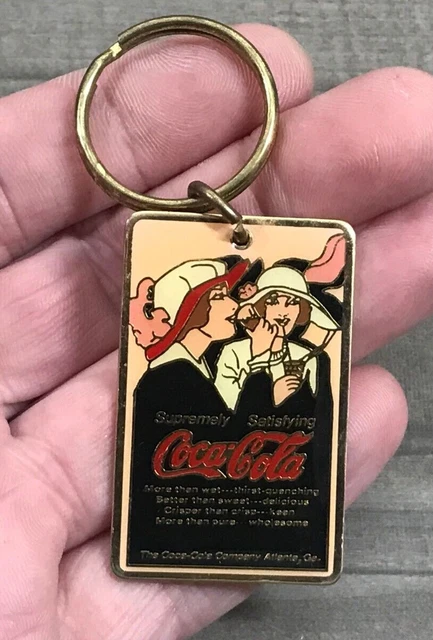 Supremely Satisfying
Coca-Cola
More than wet---thirst-quenching
Better than sweet---delicious
Crisper than crisp---keen
More than pure---wholesome
The Coca-Cola Company Atlanta, Ga.